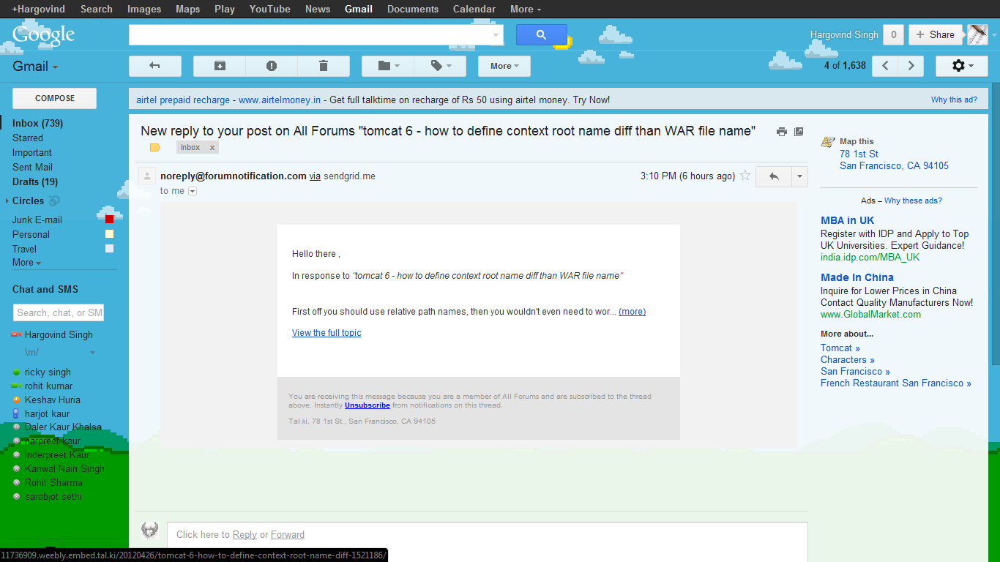 +Hargovind Search Images Maps Play YouTube News Gmail Documents Calendar More
Google
Hargovind Singh 0 + Share
Gmail
More
4 of 1,638
COMPOSE
Inbox (739)
Starred
Important
Sent Mail
Drafts (19)
Circles
Junk E-mail
Personal
Travel
More
Chat and SMS
Search, chat, or SM
Hargovind Singh
\m/
ricky singh
rohit kumar
Keshav Huria
harjot kaur
Daler Kaur Khalsa
harpreet kaur
Inderpreet Kaur
Kanwal Nain Singh
Rohit Sharma
sarabjot sethi
airtel prepaid recharge - www.airtelmoney.in - Get full talktime on recharge of Rs 50 using airtel money. Try Now!
Why this ad?
New reply to your post on All Forums "tomcat 6 - how to define context root name diff than WAR file name"
Inbox x
noreply@forumnotification.com via sendgrid.me
3:10 PM (6 hours ago)
to me
Hello there ,
In response to "tomcat 6 - how to define context root name diff than WAR file name"
First off you should use relative path names, then you wouldn't even need to wor... (more)
View the full topic
You are receiving this message because you are a member of All Forums and are subscribed to the thread
above. Instantly Unsubscribe from notifications on this thread.
Tal.ki, 78 1st St., San Francisco, CA 94105
Click here to Reply or Forward
Map this
78 1st St
San Francisco, CA 94105
Ads – Why these ads?
MBA in UK
Register with IDP and Apply to Top
UK Universities. Expert Guidance!
india.idp.com/MBA_UK
Made In China
Inquire for Lower Prices in China
Contact Quality Manufacturers Now!
www.GlobalMarket.com
More about...
Tomcat »
Characters »
San Francisco »
French Restaurant San Francisco »
11736909.weebly.embed.tal.ki/20120426/tomcat-6-how-to-define-context-root-name-diff-1521186/